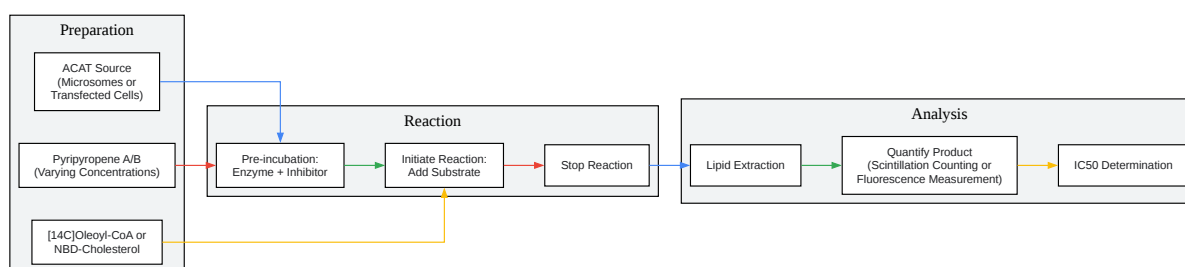 Preparation
ACAT Source
(Microsomes or
Transfected Cells)
Pyripyropene A/B
(Varying Concentrations)
[14C]Oleoyl-CoA or
NBD-Cholesterol
Reaction
Pre-incubation:
Enzyme + Inhibitor
Initiate Reaction:
Add Substrate
Stop Reaction
Analysis
Lipid Extraction
Quantify Product
(Scintillation Counting or
Fluorescence Measurement)
IC50 Determination